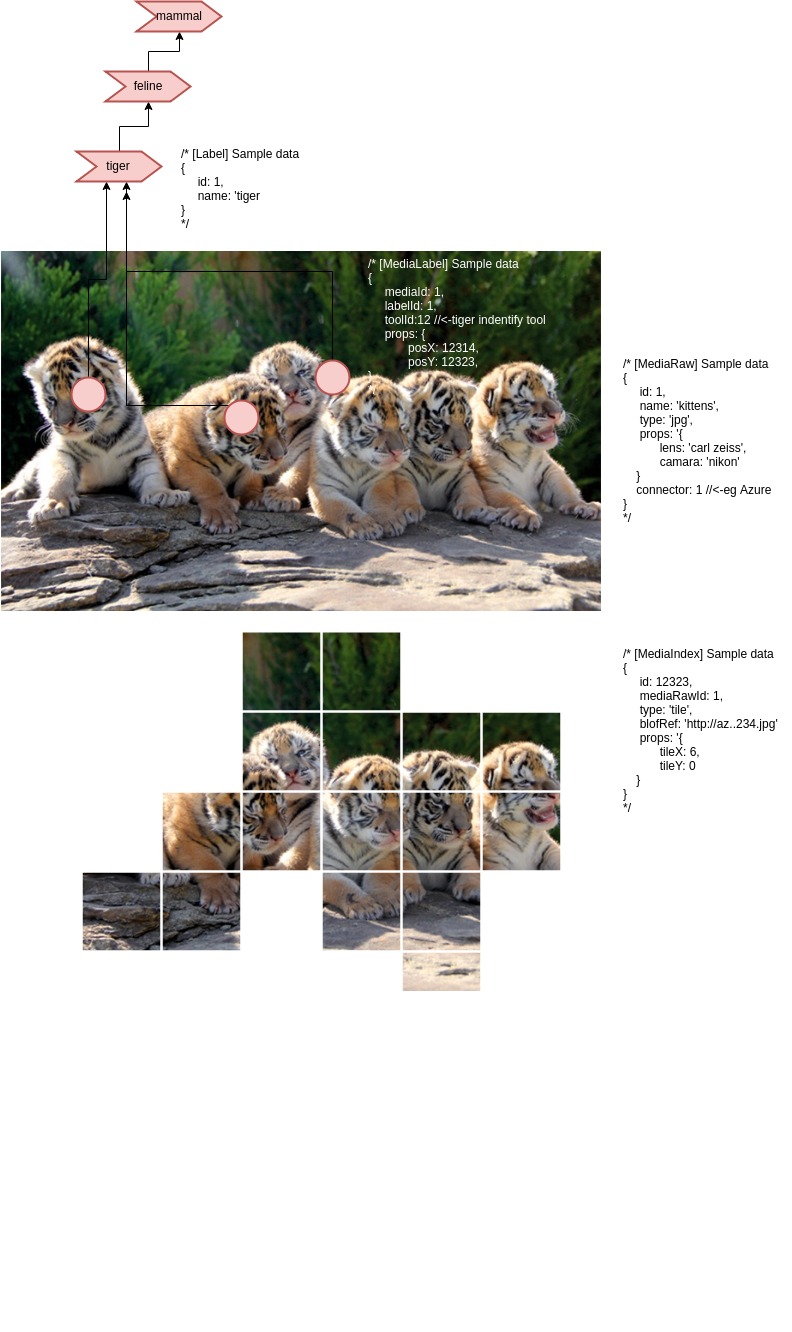 mammal
feline
tiger
/* [Label] Sample data
{
id: 1,
name: 'tiger
}
*/
/* [MediaLabel] Sample data
{
mediaId: 1,
labelId: 1,
toolId:12 //<-tiger indentify tool
props: {
posX: 12314,
posY: 12323,
}
*/
/* [MediaRaw] Sample data
{
id: 1,
name: 'kittens',
type: 'jpg',
props: '{
lens: 'carl zeiss',
camara: 'nikon'
}
connector: 1 //<-eg Azure
}
*/
/* [MediaIndex] Sample data
{
id: 12323,
mediaRawId: 1,
type: 'tile',
blofRef: 'http://az..234.jpg'
props: '{
tileX: 6,
tileY: 0
}
}
*/